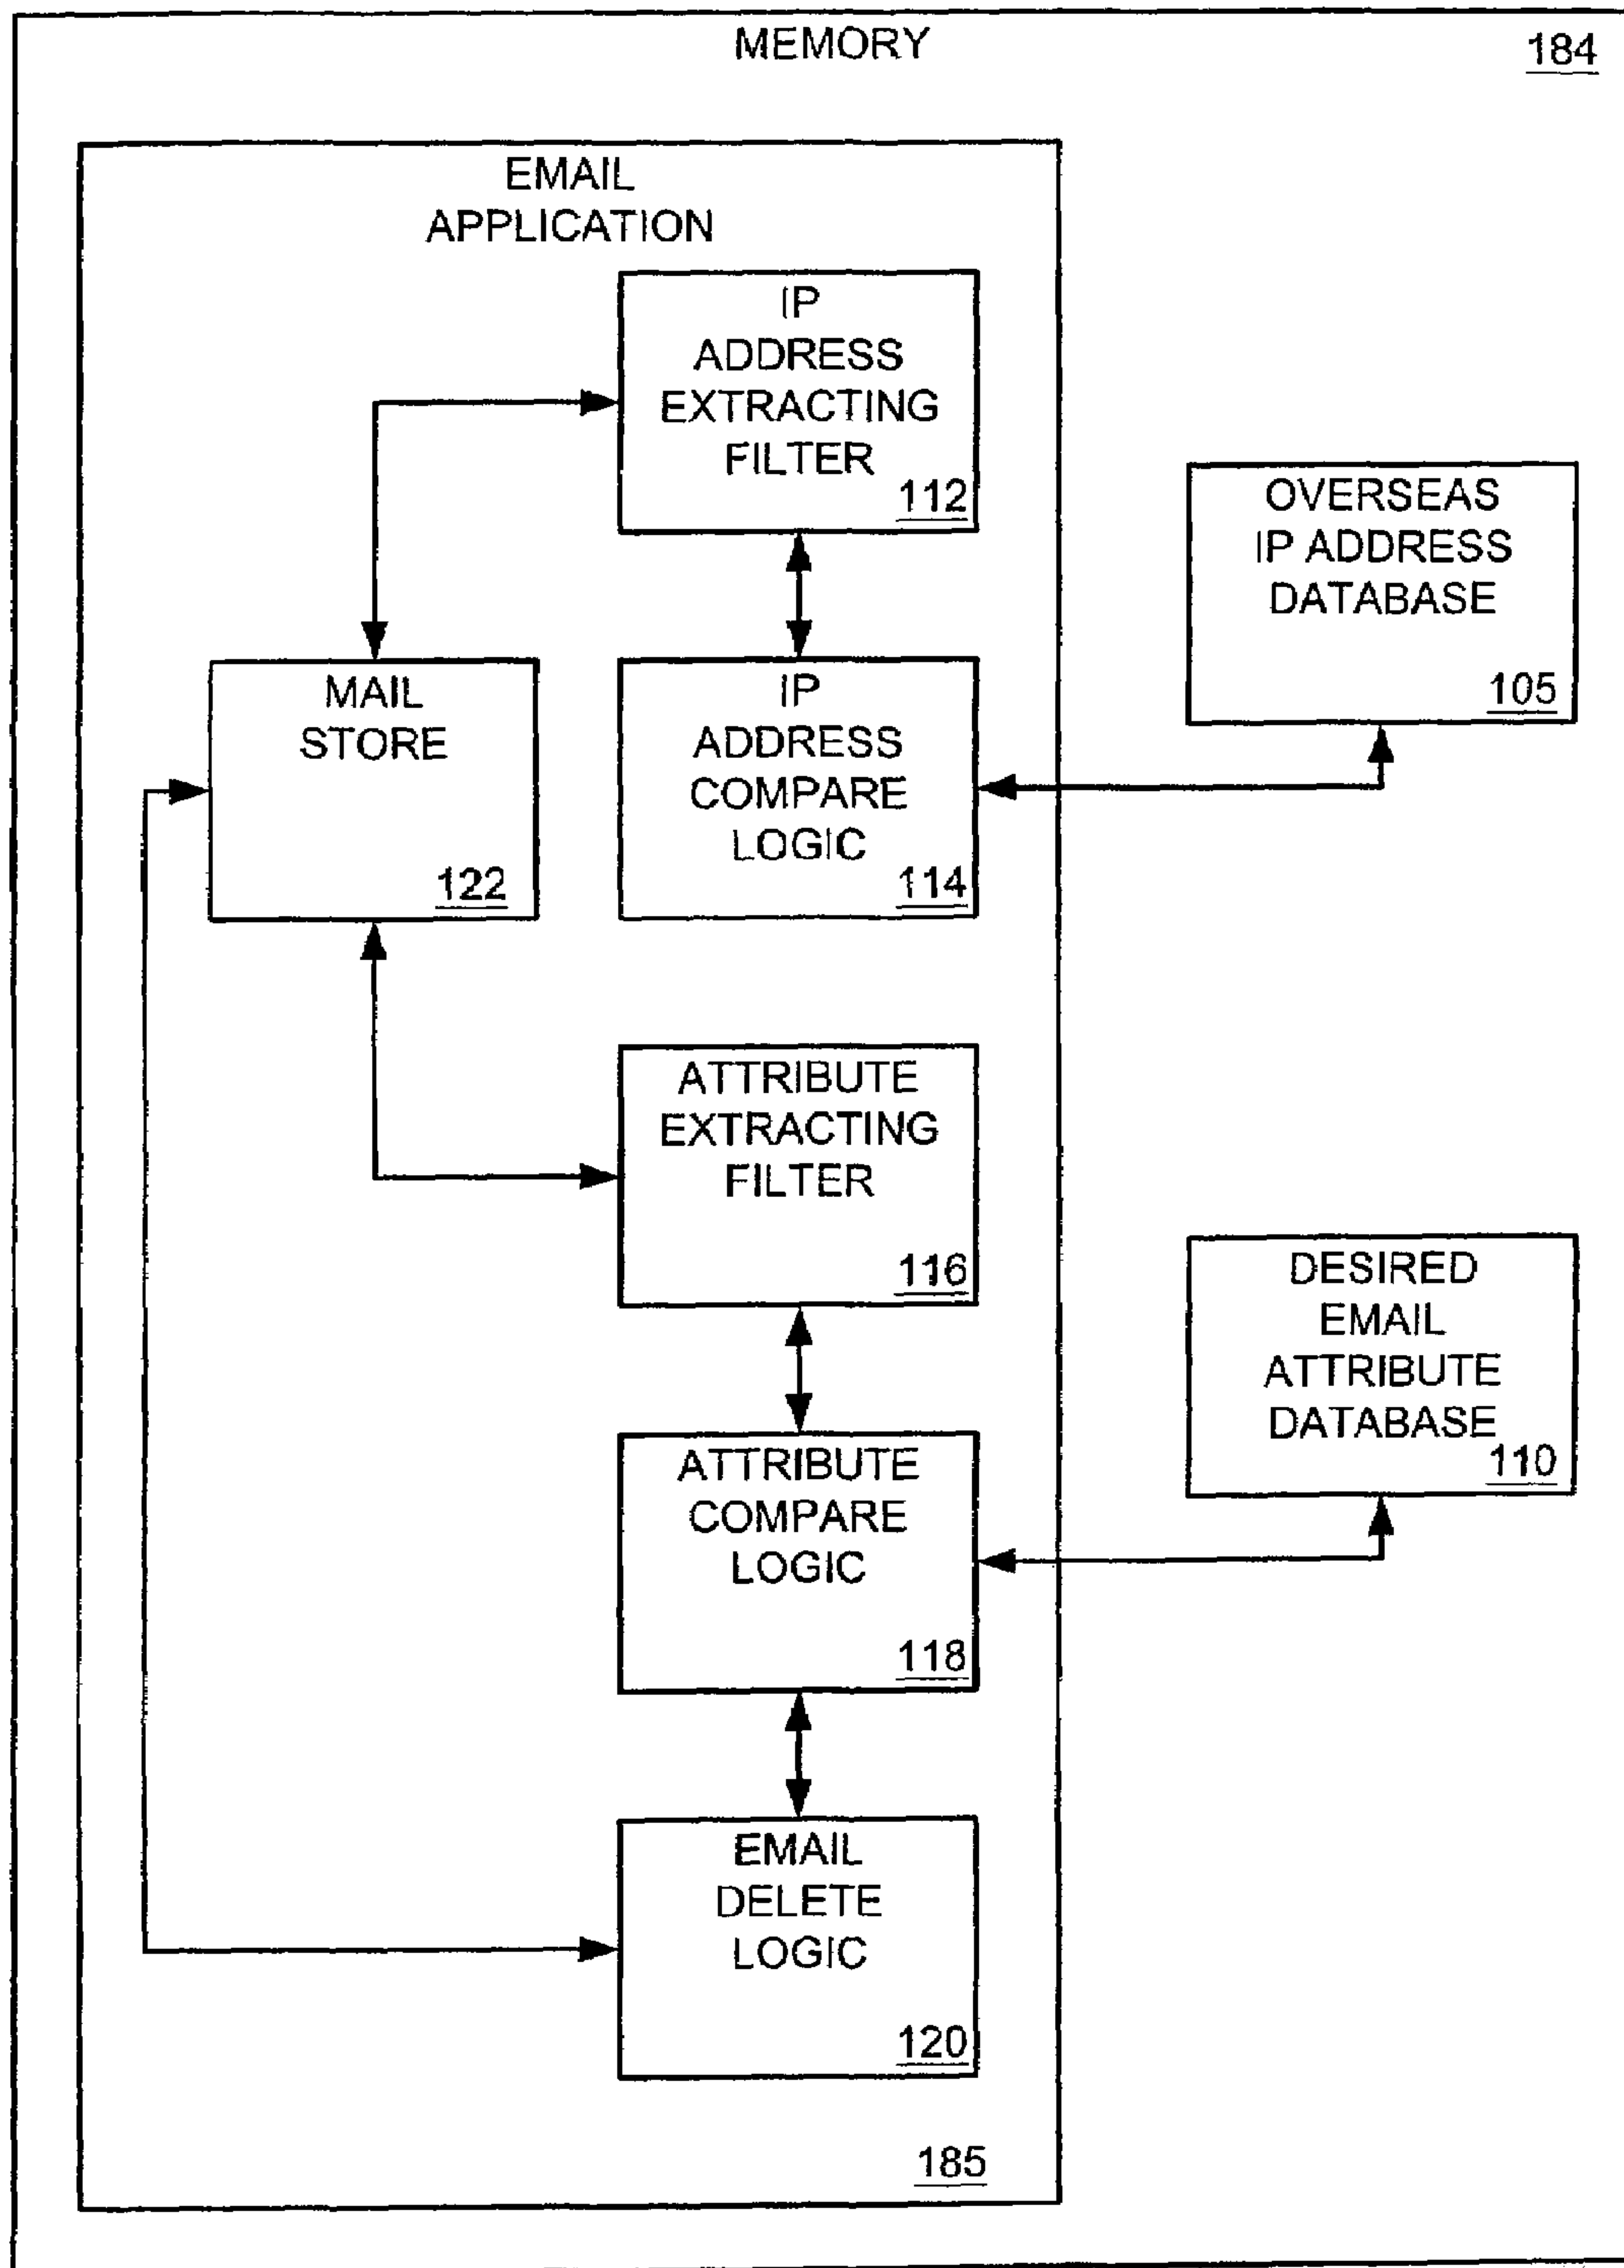 MEMORY
184
EMAIL
APPLICATION
IP
ADDRESS
EXTRACTING
FILTER
112
OVERSEAS
IP ADDRESS
DATABASE
105
MAIL
STORE
122
IP
ADDRESS
COMPARE
LOGIC
114
ATTRIBUTE
EXTRACTING
FILTER
116
DESIRED
EMAIL
ATTRIBUTE
DATABASE
110
ATTRIBUTE
COMPARE
LOGIC
118
EMAIL
DELETE
LOGIC
120
185